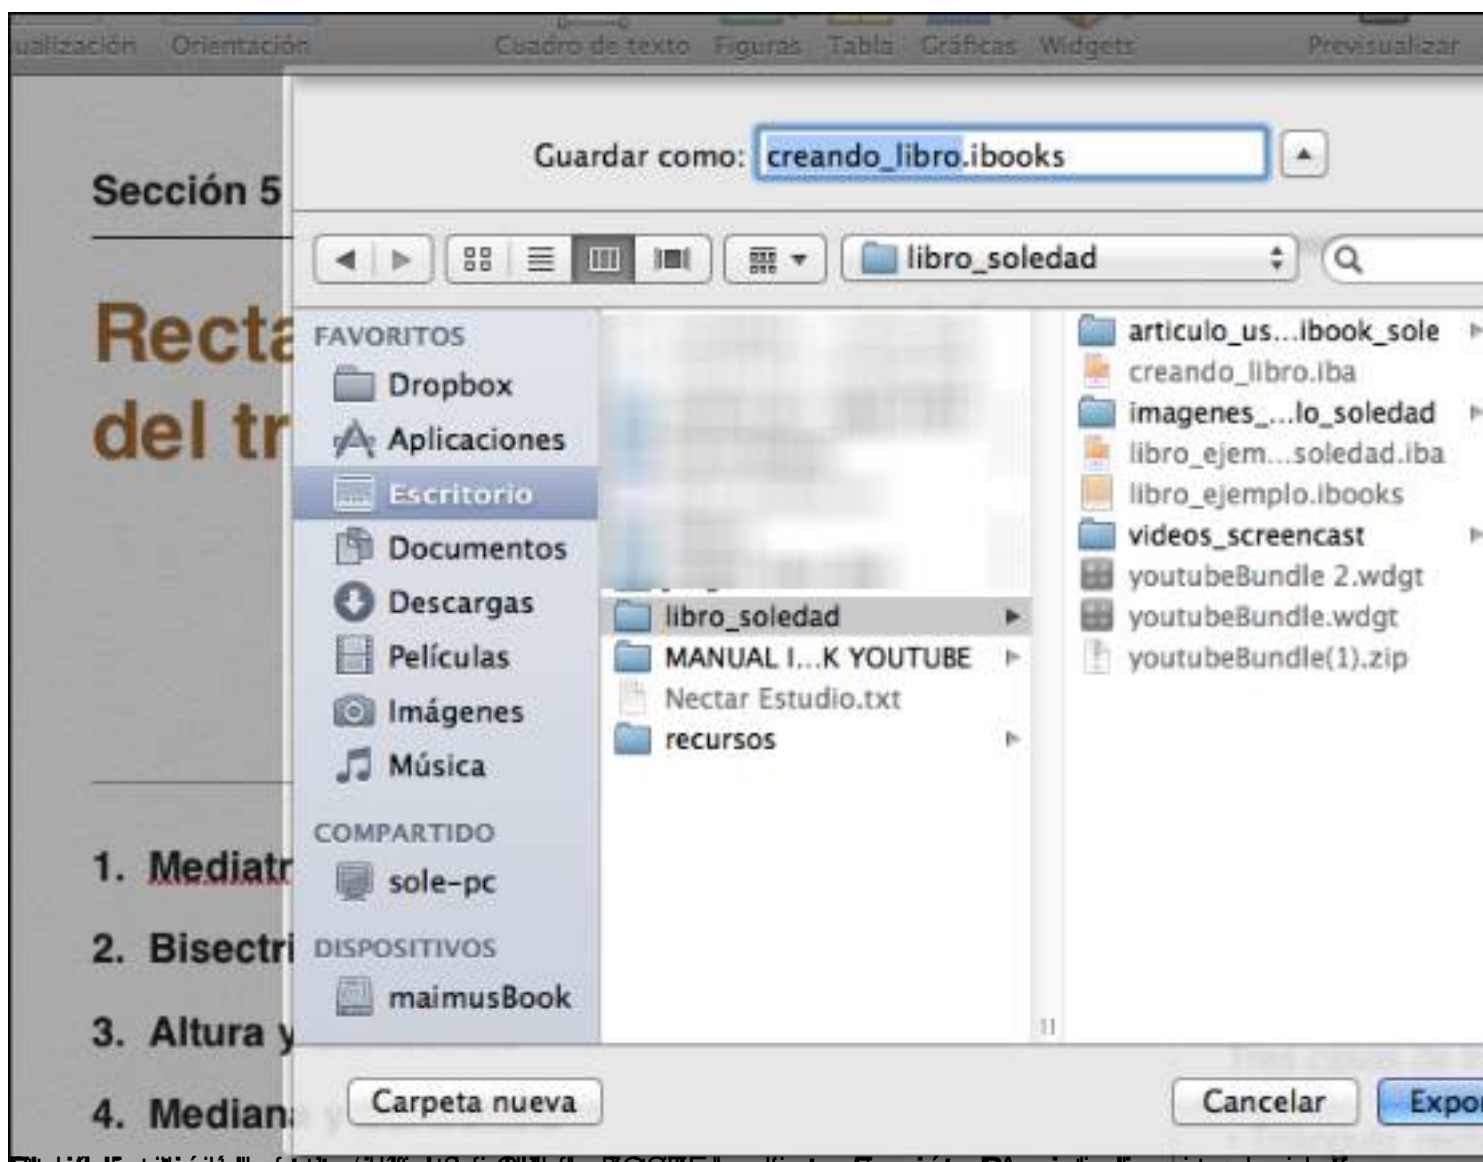 Orientación Cuadro de texto Figuras Tabla Gráficas Widgets Previsualizar
Guardar como: creando_libro.ibooks
Sección 5
libro_soledad
Recta
del tr
FAVORITOS
Dropbox
Aplicaciones
Escritorio
Documentos
Descargas
Películas
Imágenes
Música
COMPARTIDO
sole-pc
DISPOSITIVOS
maimusBook
libro_soledad
MANUAL I...K YOUTUBE
Nectar Estudio.txt
recursos
articulo_us...ibook_sole
creando_libro.iba
imagenes_...lo_soledad
libro_ejem...soledad.iba
libro_ejemplo.ibooks
videos_screencast
youtubeBundle 2.wdgt
youtubeBundle.wdgt
youtubeBundle(1).zip
1. Mediatr
2. Bisectri
3. Altura y
4. Mediana y
Carpeta nueva
Cancelar
Expor